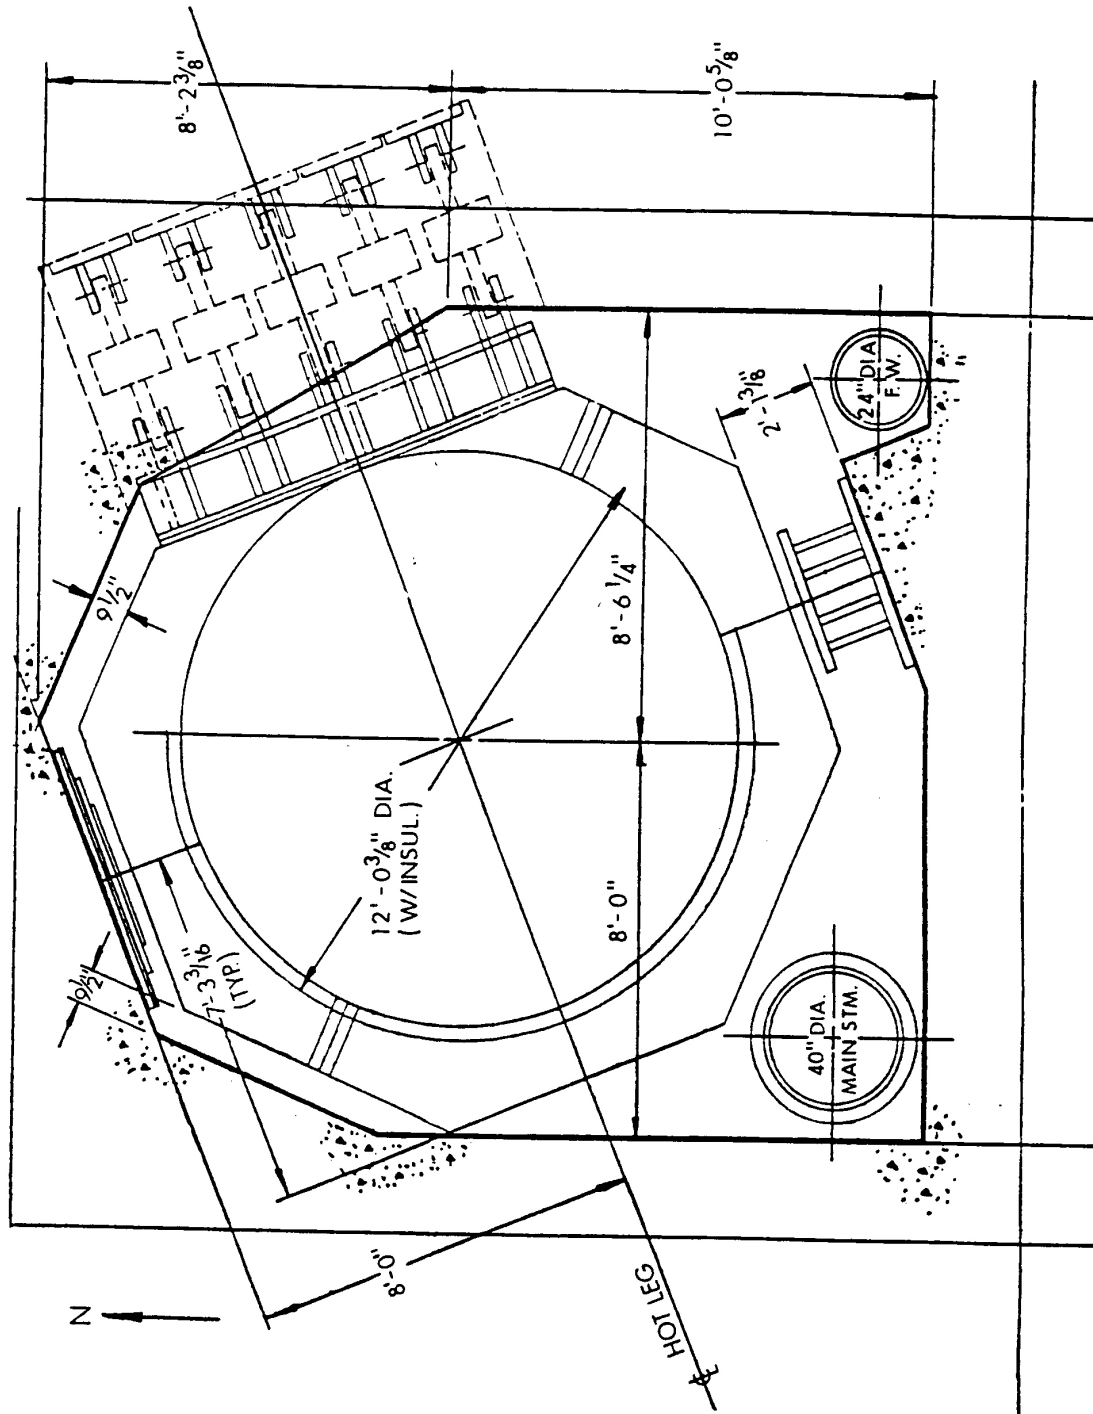 8'-2 3/8"
10'-0 5/8"
9 1/2"
24" DIA
F. W.
2'-1 3/8"
8'-6 1/4"
12'-0 3/8" DIA.
(W/INSUL.)
8'-0"
9 1/2"
7'-3 3/16"
(TYP.)
40" DIA.
MAIN STM.
8'-0"
N
HOT LEG
℄